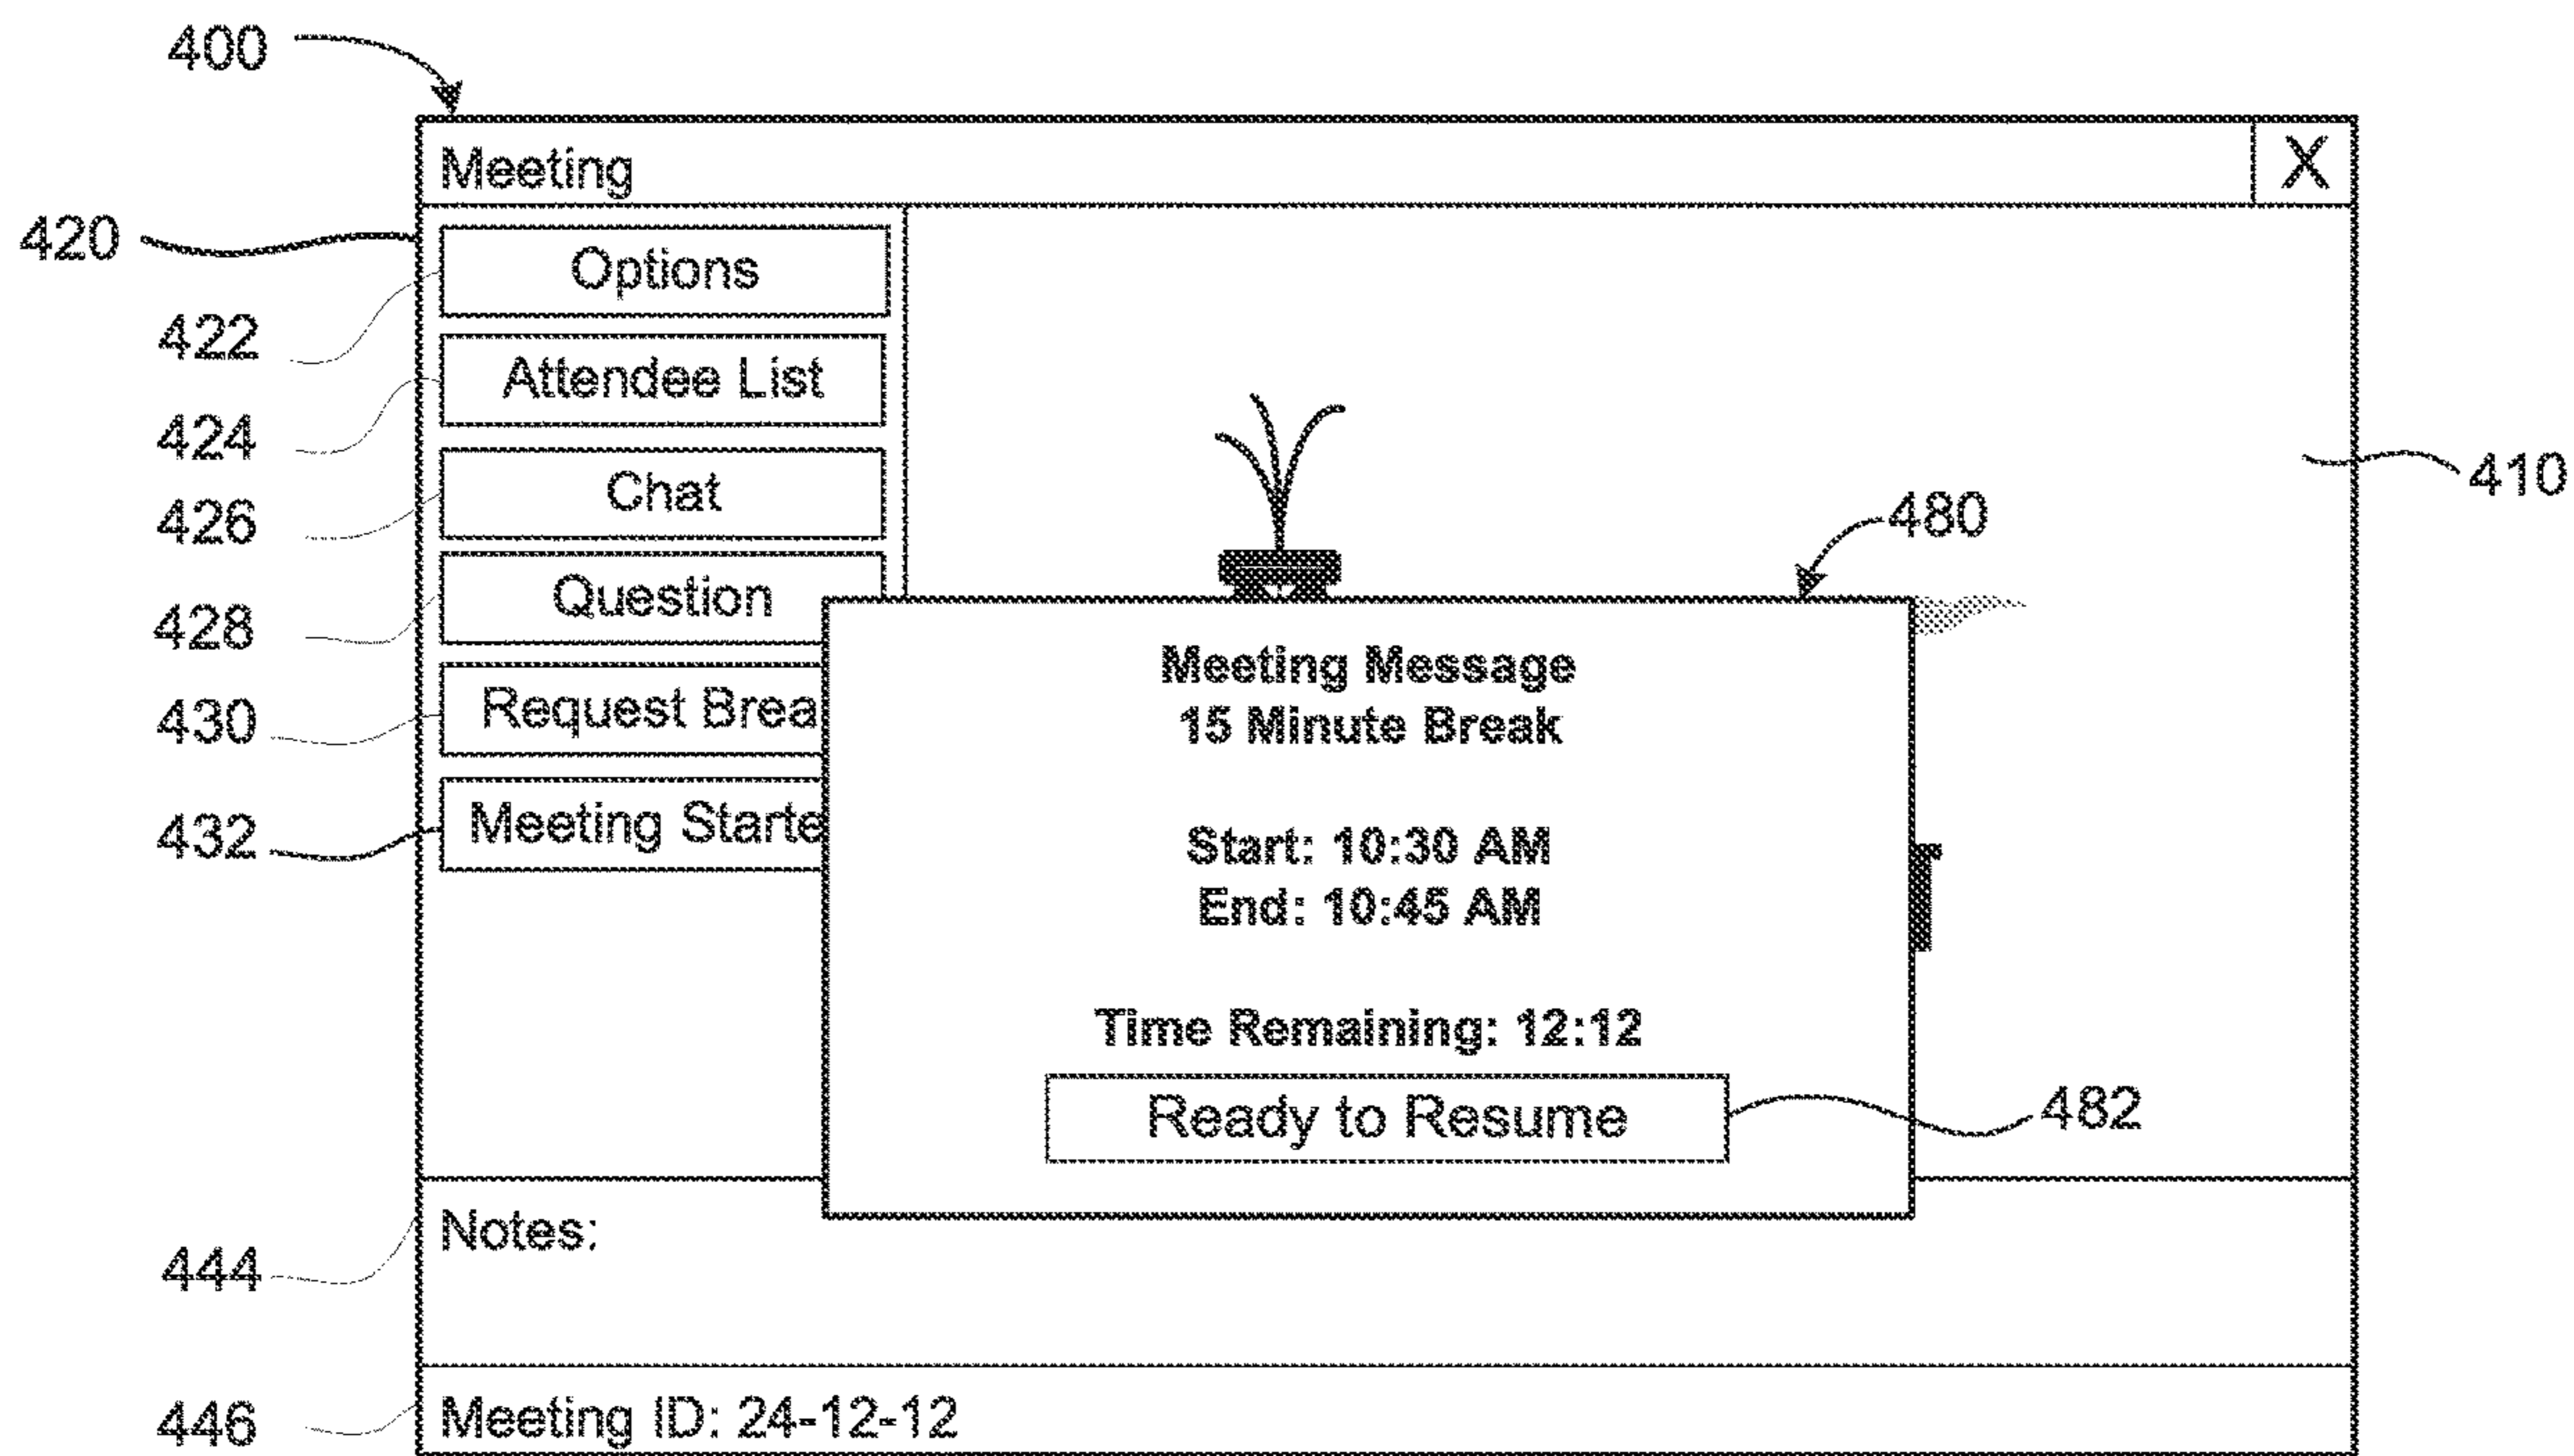 400
Meeting X
420
Options
422
Attendee List
424
Chat
426
410
480
Question
428
Request Brea
430
Meeting Starte
432
Meeting Message
15 Minute Break
Start: 10:30 AM
End: 10:45 AM
Time Remaining: 12:12
Ready to Resume
482
Notes:
444
Meeting ID: 24-12-12
446